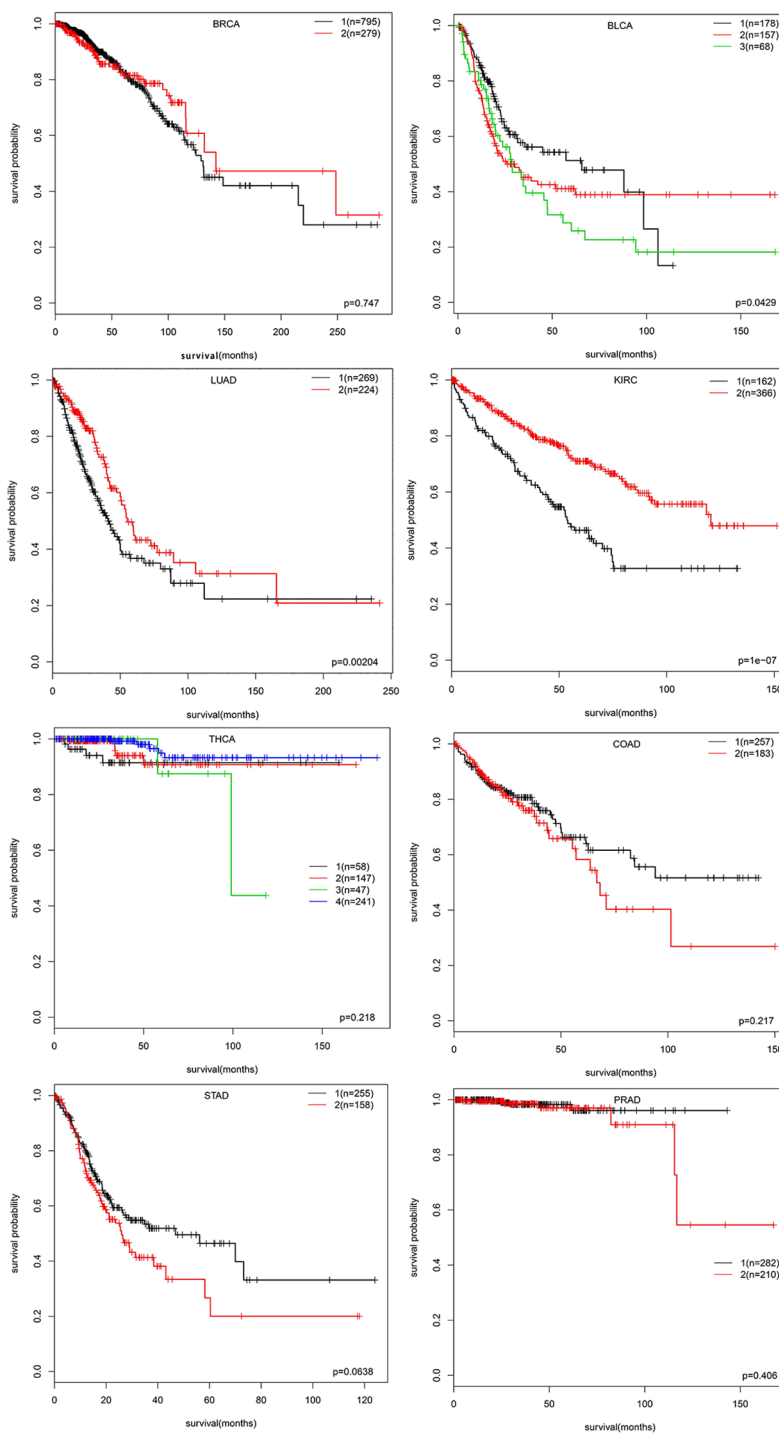 BRCA
1(n=795)
2(n=279)
survival probability
1.0
0.8
0.6
0.4
0.2
0.0
p=0.747
0 50 100 150 200 250
survival(months)
BLCA
1(n=178)
2(n=157)
3(n=68)
survival probability
1.0
0.8
0.6
0.4
0.2
0.0
p=0.0429
0 50 100 150
survival(months)
LUAD
1(n=269)
2(n=224)
survival probability
1.0
0.8
0.6
0.4
0.2
0.0
p=0.00204
0 50 100 150 200 250
survival(months)
KIRC
1(n=162)
2(n=366)
survival probability
1.0
0.8
0.6
0.4
0.2
0.0
p=1e−07
0 50 100 150
survival(months)
THCA
1(n=58)
2(n=147)
3(n=47)
4(n=241)
survival probability
1.0
0.8
0.6
0.4
0.2
0.0
p=0.218
0 50 100 150
survival(months)
COAD
1(n=257)
2(n=183)
survival probability
1.0
0.8
0.6
0.4
0.2
0.0
p=0.217
0 50 100 150
survival(months)
STAD
1(n=255)
2(n=158)
survival probability
1.0
0.8
0.6
0.4
0.2
0.0
p=0.0638
0 20 40 60 80 100 120
survival(months)
PRAD
1(n=282)
2(n=210)
survival probability
1.0
0.8
0.6
0.4
0.2
0.0
p=0.406
0 50 100 150
survival(months)